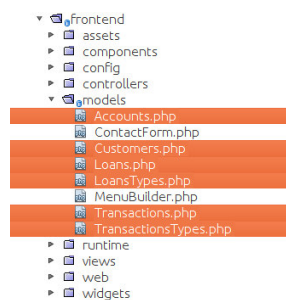 frontend
assets
components
config
controllers
models
Accounts.php
ContactForm.php
Customers.php
Loans.php
LoansTypes.php
MenuBuilder.php
Transactions.php
TransactionsTypes.php
runtime
views
web
widgets